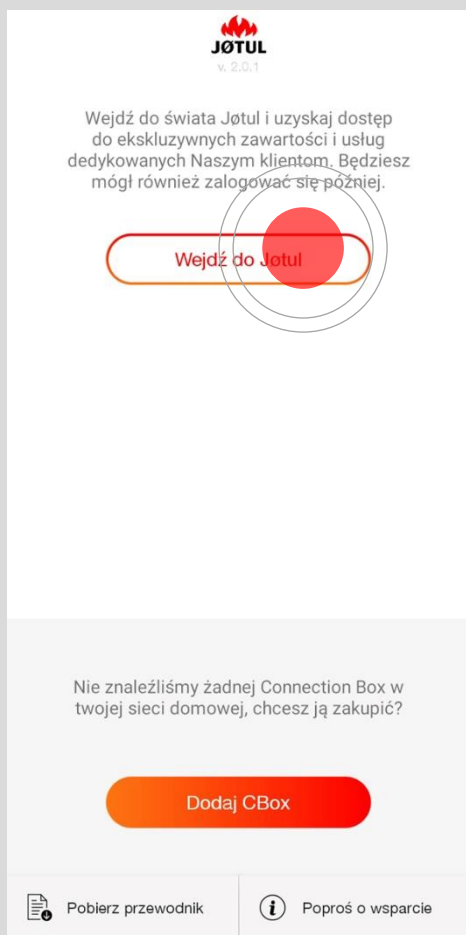 JØTUL
v. 2.0.1
Wejdź do świata Jøtul i uzyskaj dostęp
do ekskluzywnych zawartości i usług
dedykowanych Naszym klientom. Będziesz
mógł również zalogować się później.
Wejdź do Jøtul
Nie znaleźliśmy żadnej Connection Box w
twojej sieci domowej, chcesz ją zakupić?
Dodaj CBox
Pobierz przewodnik
Poproś o wsparcie